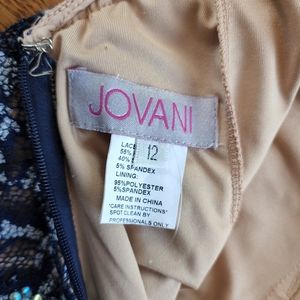 JOVANI
LACE
55%
40%
12
5% SPANDEX
LINING:
95%POLYESTER
5%SPANDEX
MADE IN CHINA
*CARE INSTRUCTIONS*
SPOT CLEAN BY
PROFESSIONALS ONLY